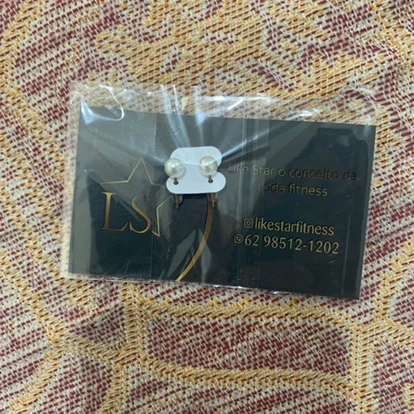 LS
Like Star o conceito da
moda fitness
likestarfitness
62 98512-1202